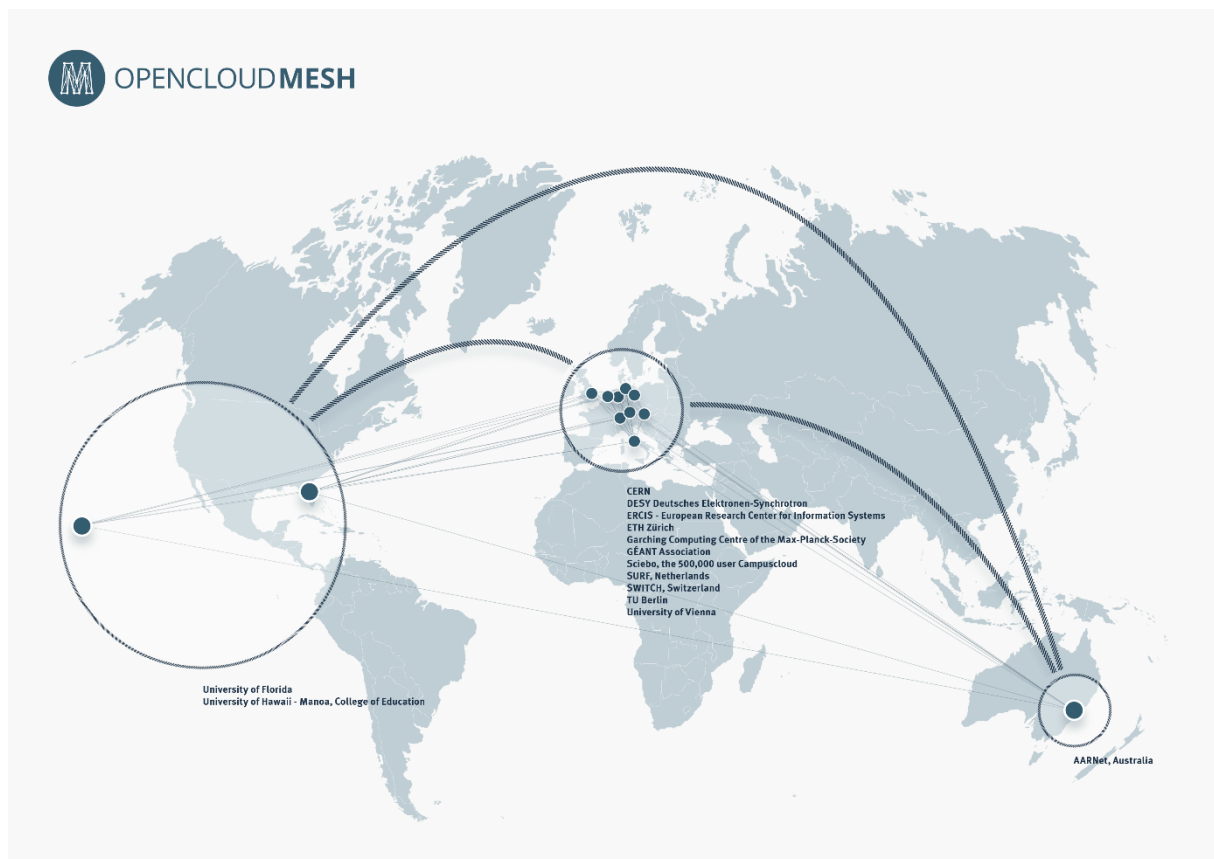 OPENCLOUDMESH
CERN
DESY Deutsches Elektronen-Synchrotron
ERCIS - European Research Center for Information Systems
ETH Zürich
Garching Computing Centre of the Max-Planck-Society
GÉANT Association
Sciebo, the 500,000 user Campuscloud
SURF, Netherlands
SWITCH, Switzerland
TU Berlin
University of Vienna
University of Florida
University of Hawaii - Manoa, College of Education
AARNet, Australia